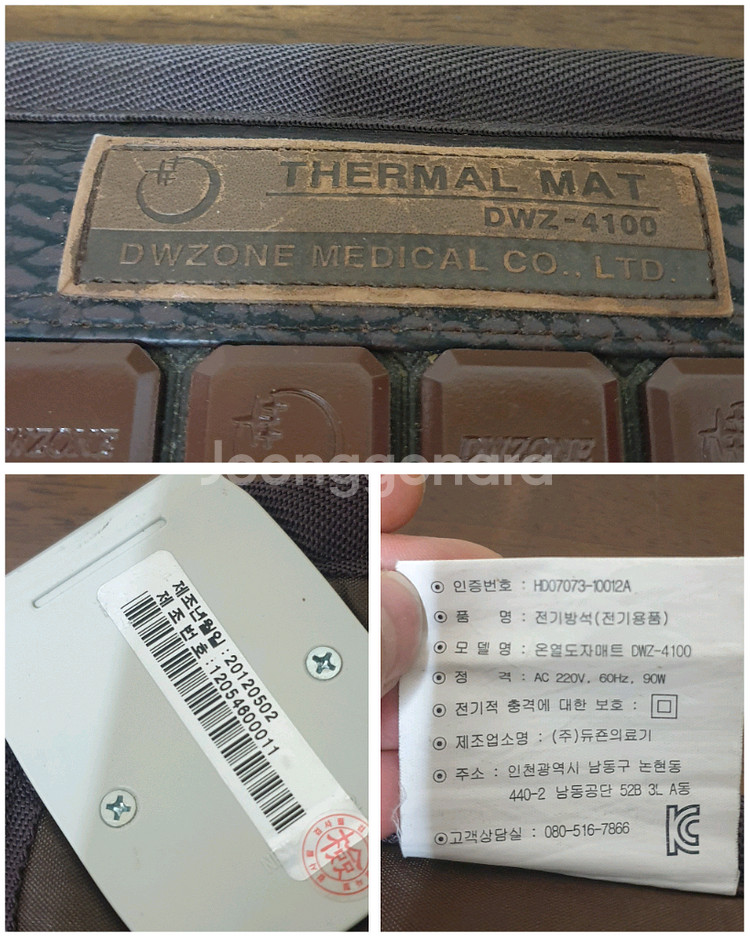 THERMAL MAT
DWZ-4100
DWZONE MEDICAL CO., LTD.
DWZONE
Joonggonara
제조년월일 : 20120502
제 조 번 호 : 12054600011
⦿ 인증번호 : HD07073-10012A
⦿ 품 명 : 전기방석(전기용품)
⦿ 모 델 명 : 온열도자매트 DWZ-4100
⦿ 정 격 : AC 220V, 60Hz, 90W
⦿ 전기적 충격에 대한 보호 :
⦿ 제조업소명 : (주)듀죤의료기
⦿ 주소 : 인천광역시 남동구 논현동
440-2 남동공단 52B 3L A동
⦿고객상담실 : 080-516-7866